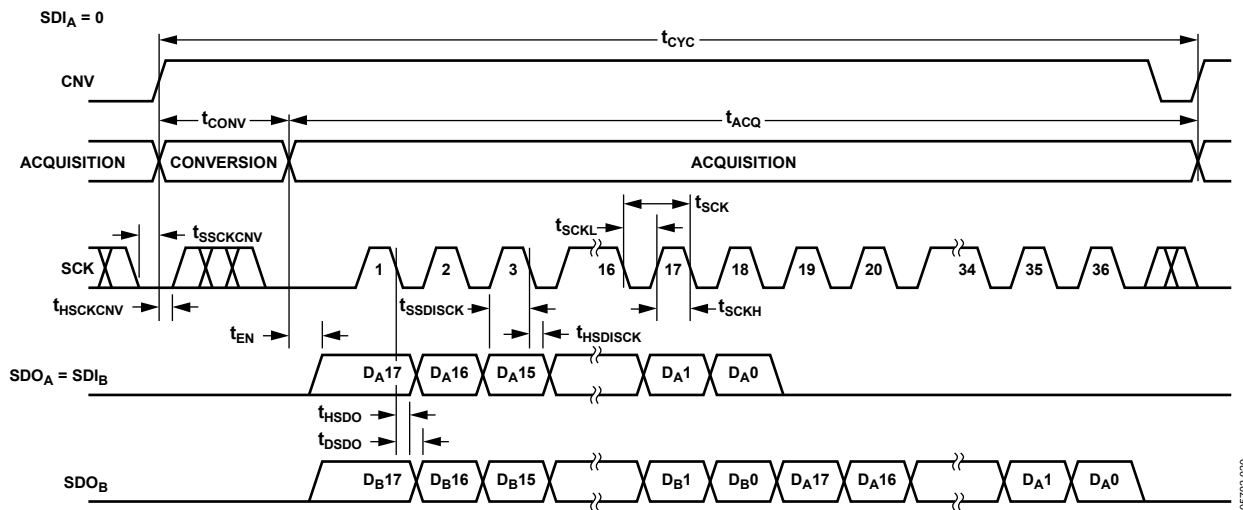 SDIA = 0
tCYC
CNV
tCONV
tACQ
ACQUISITION
CONVERSION
ACQUISITION
tSCK
tSCKL
tSSCKCNV
SCK
1 2 3 16 17 18 19 20 34 35 36
tHSCKCNV
tSSDISCK
tSCKH
tEN
tHSDISCK
SDOA = SDIB
DA17 DA16 DA15 DA1 DA0
tHSDO
tDSDO
SDOB
DB17 DB16 DB15 DB1 DB0 DA17 DA16 DA1 DA0